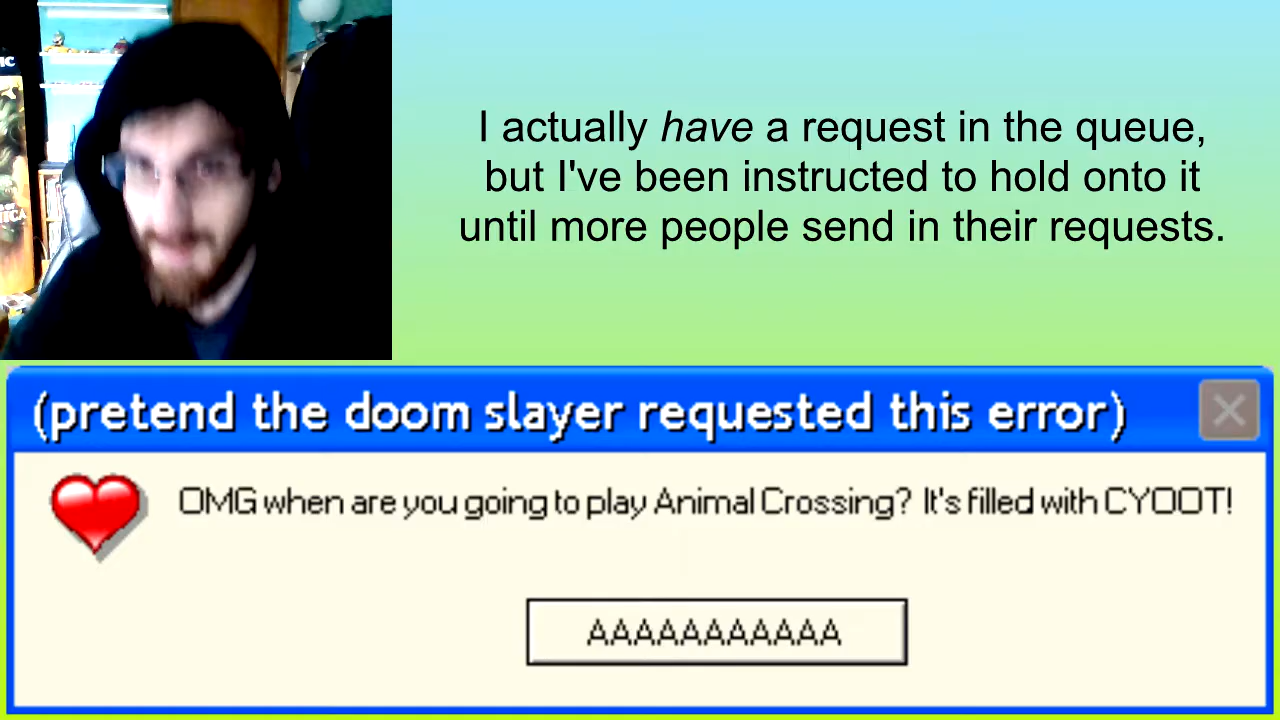 I actually have a request in the queue,
but I've been instructed to hold onto it
until more people send in their requests.
(pretend the doom slayer requested this error)
OMG when are you going to play Animal Crossing? It's filled with CYOOT!
AAAAAAAAAAA